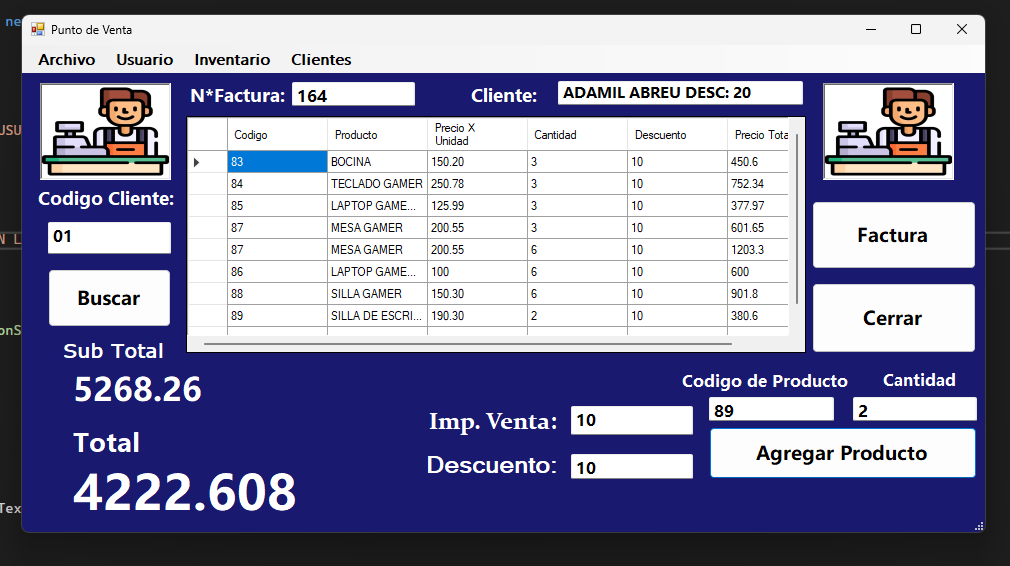 ne
Punto de Venta
Archivo Usuario Inventario Clientes
N*Factura: 164 Cliente: ADAMIL ABREU DESC: 20
USU
Codigo Producto Precio X Unidad Cantidad Descuento Precio Tota
83 BOCINA 150.20 3 10 450.6
84 TECLADO GAMER 250.78 3 10 752.34
85 LAPTOP GAME... 125.99 3 10 377.97
87 MESA GAMER 200.55 3 10 601.65
87 MESA GAMER 200.55 6 10 1203.3
86 LAPTOP GAME... 100 6 10 600
88 SILLA GAMER 150.30 6 10 901.8
89 SILLA DE ESCRI... 190.30 2 10 380.6
Codigo Cliente:
01
N L
Buscar
Factura
Cerrar
onS
Sub Total
5268.26
Total
4222.608
Codigo de Producto Cantidad
89 2
Imp. Venta: 10
Descuento: 10
Agregar Producto
Tex